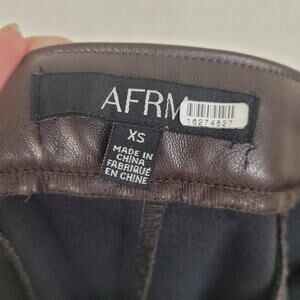 AFRM
16274827
XS
MADE IN
CHINA
FABRIQUÉ
EN CHINE